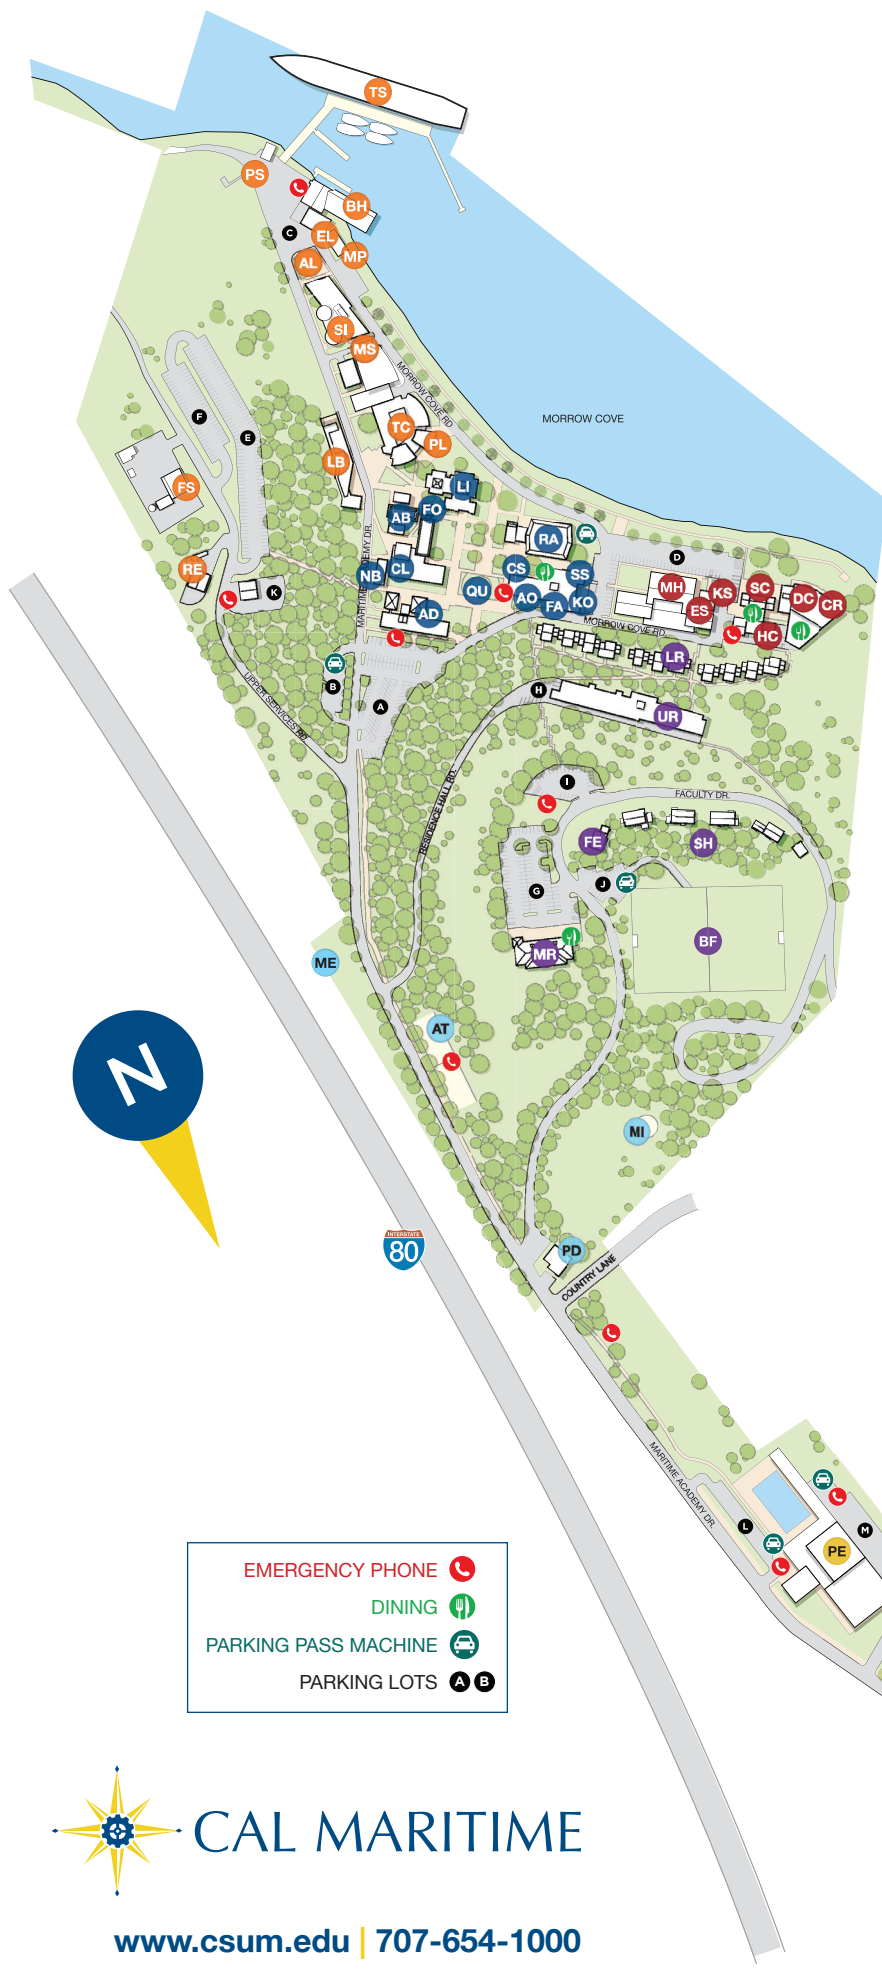 TS
PS
BH
C
EL
MP
AL
SI
MS
MORROW COVE RD
MORROW COVE
F
E
TC
PL
LB
FS
LI
FO
AB
RA
D
RE
NB
CL
CS
SS
K
QU
AO
FA
KO
MH
ES
KS
SC
DC
CR
HC
AD
MARITIME ACADEMY DR.
MORROW COVE RD.
LR
B
A
H
UR
UPPER SERVICES RD.
RESIDENCE HALL RD.
I
FACULTY DR.
FE
SH
G
J
MR
BF
ME
AT
N
MI
INTERSTATE
80
PD
COUNTRY LANE
MARITIME ACADEMY DR.
L
M
PE
EMERGENCY PHONE
DINING
PARKING PASS MACHINE
PARKING LOTS A B
CAL MARITIME
www.csum.edu | 707-654-1000